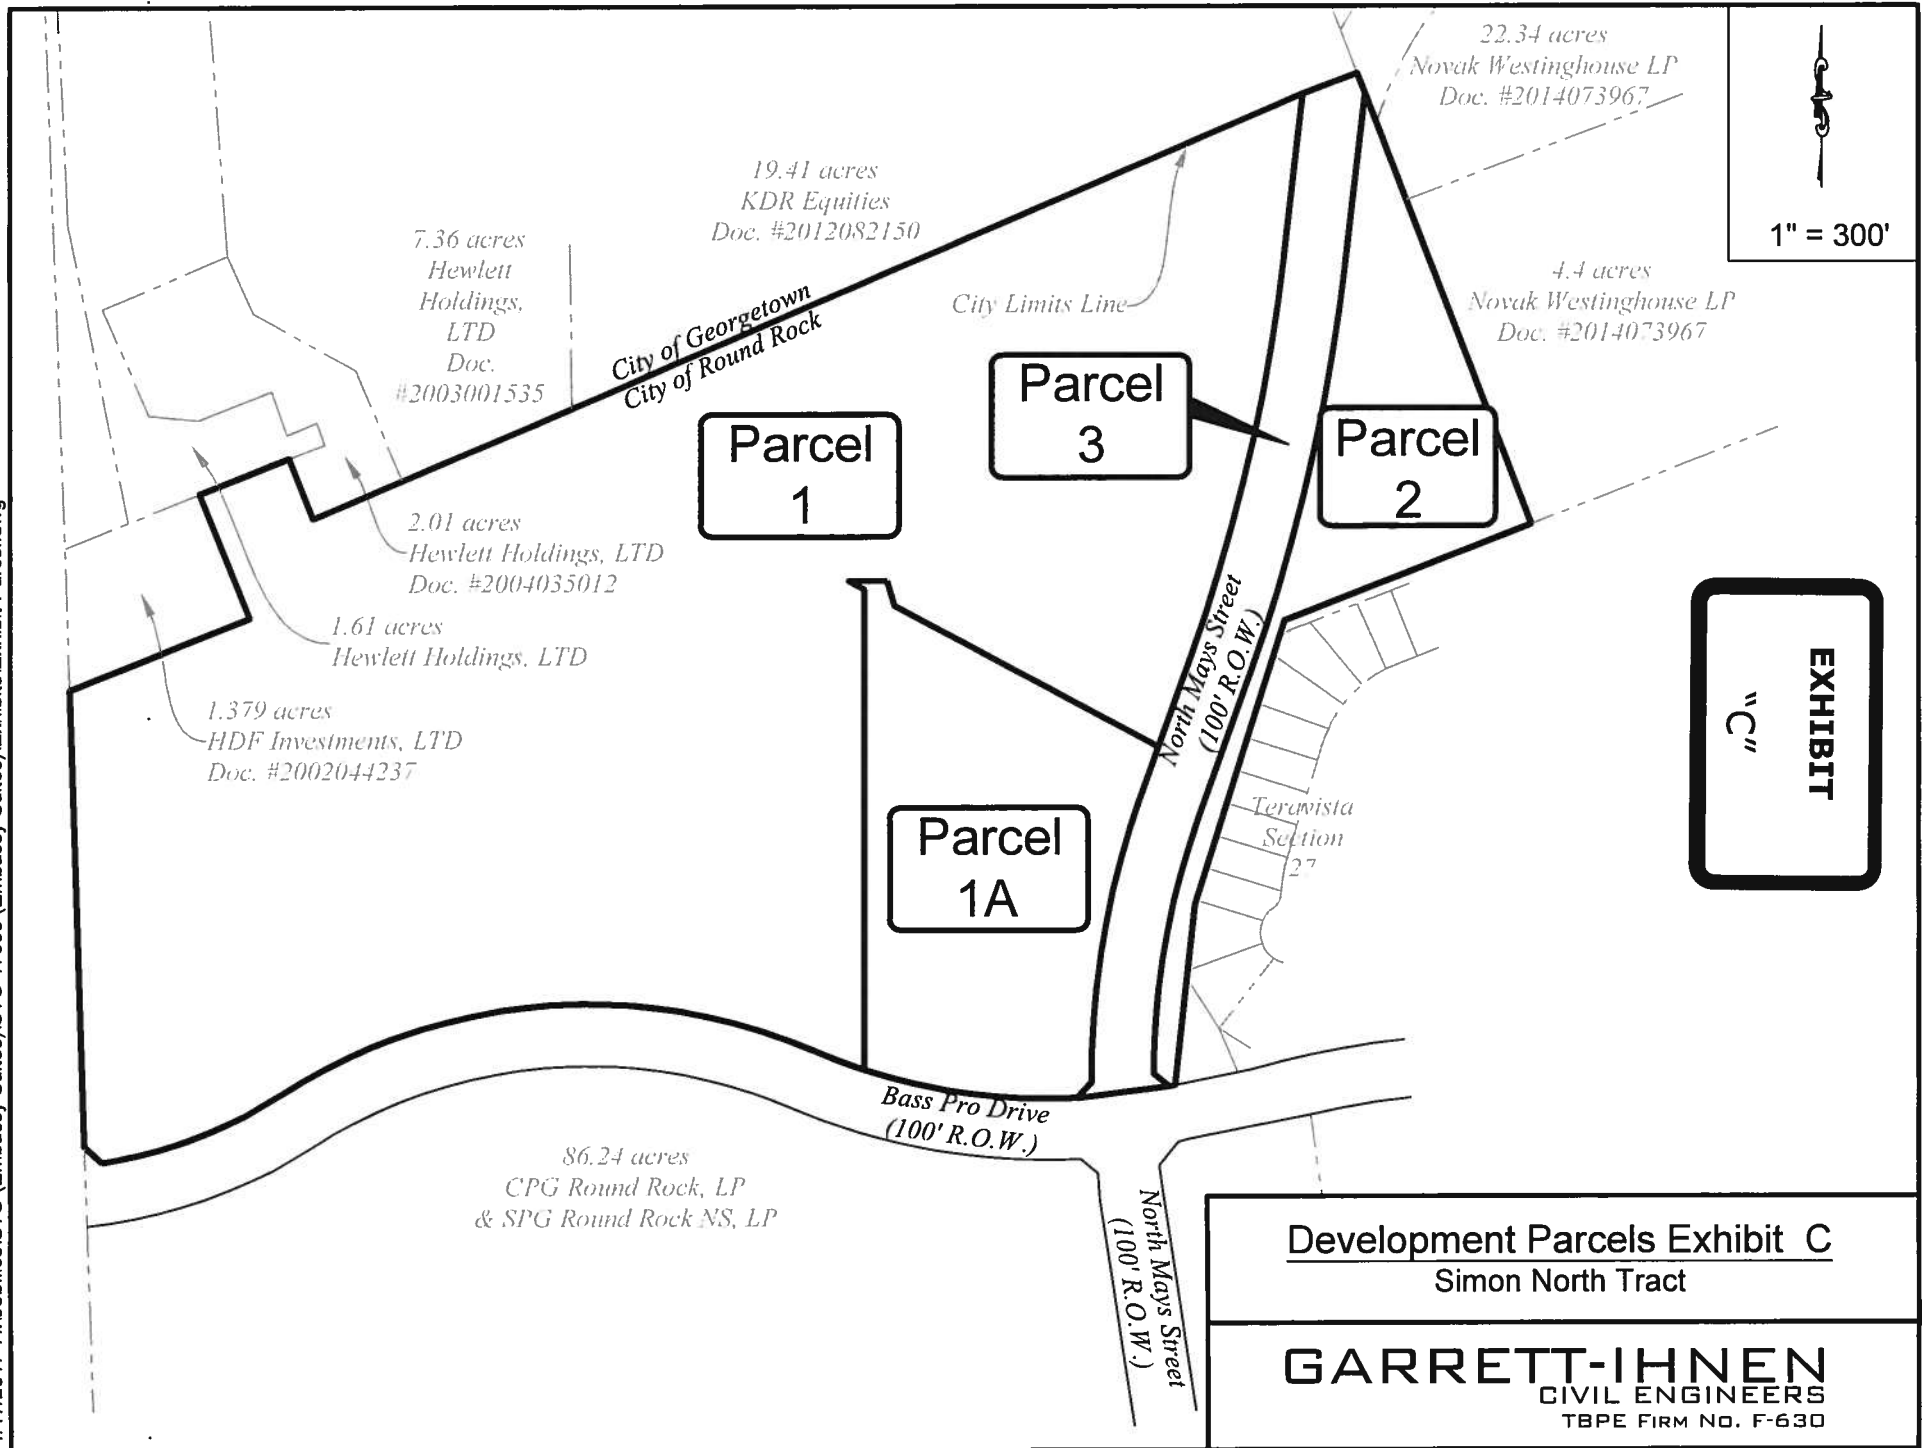 22.34 acres
Novak Westinghouse LP
Doc. #2014073967
1" = 300'
19.41 acres
KDR Equities
Doc. #2012082150
7.36 acres
Hewlett
Holdings,
LTD
Doc.
#2003001535
City of Georgetown
City of Round Rock
City Limits Line
4.4 acres
Novak Westinghouse LP
Doc. #2014073967
Parcel
3
Parcel
1
Parcel
2
2.01 acres
Hewlett Holdings, LTD
Doc. #2004035012
1.61 acres
Hewlett Holdings, LTD
1.379 acres
HDF Investments, LTD
Doc. #2002044237
North Mays Street
(100' R.O.W.)
EXHIBIT
"C"
Teravista
Section
27
Parcel
1A
Bass Pro Drive
(100' R.O.W.)
86.24 acres
CPG Round Rock, LP
& SPG Round Rock NS, LP
North Mays Street
(100' R.O.W.)
Development Parcels Exhibit C
Simon North Tract
GARRETT-IHNEN
CIVIL ENGINEERS
TBPE FIRM NO. F-630